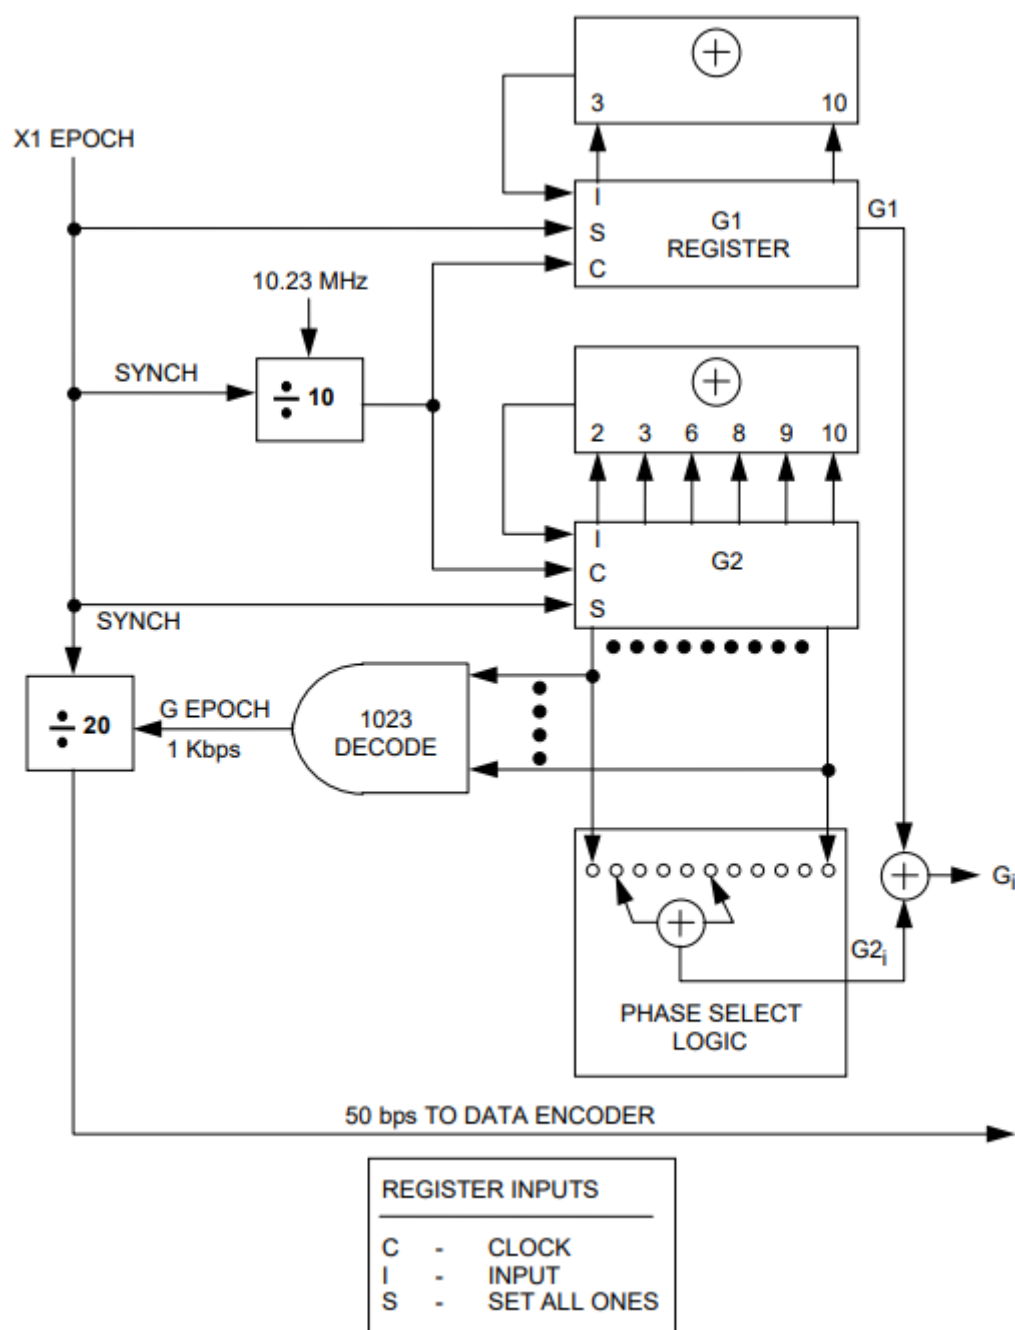 3 10
X1 EPOCH
I
S
C
G1
REGISTER
G1
10.23 MHz
SYNCH
÷ 10
2 3 6 8 9 10
I
C
S
G2
SYNCH
÷ 20
G EPOCH
1 Kbps
1023
DECODE
Gi
G2i
PHASE SELECT
LOGIC
50 bps TO DATA ENCODER
REGISTER INPUTS
C - CLOCK
I - INPUT
S - SET ALL ONES